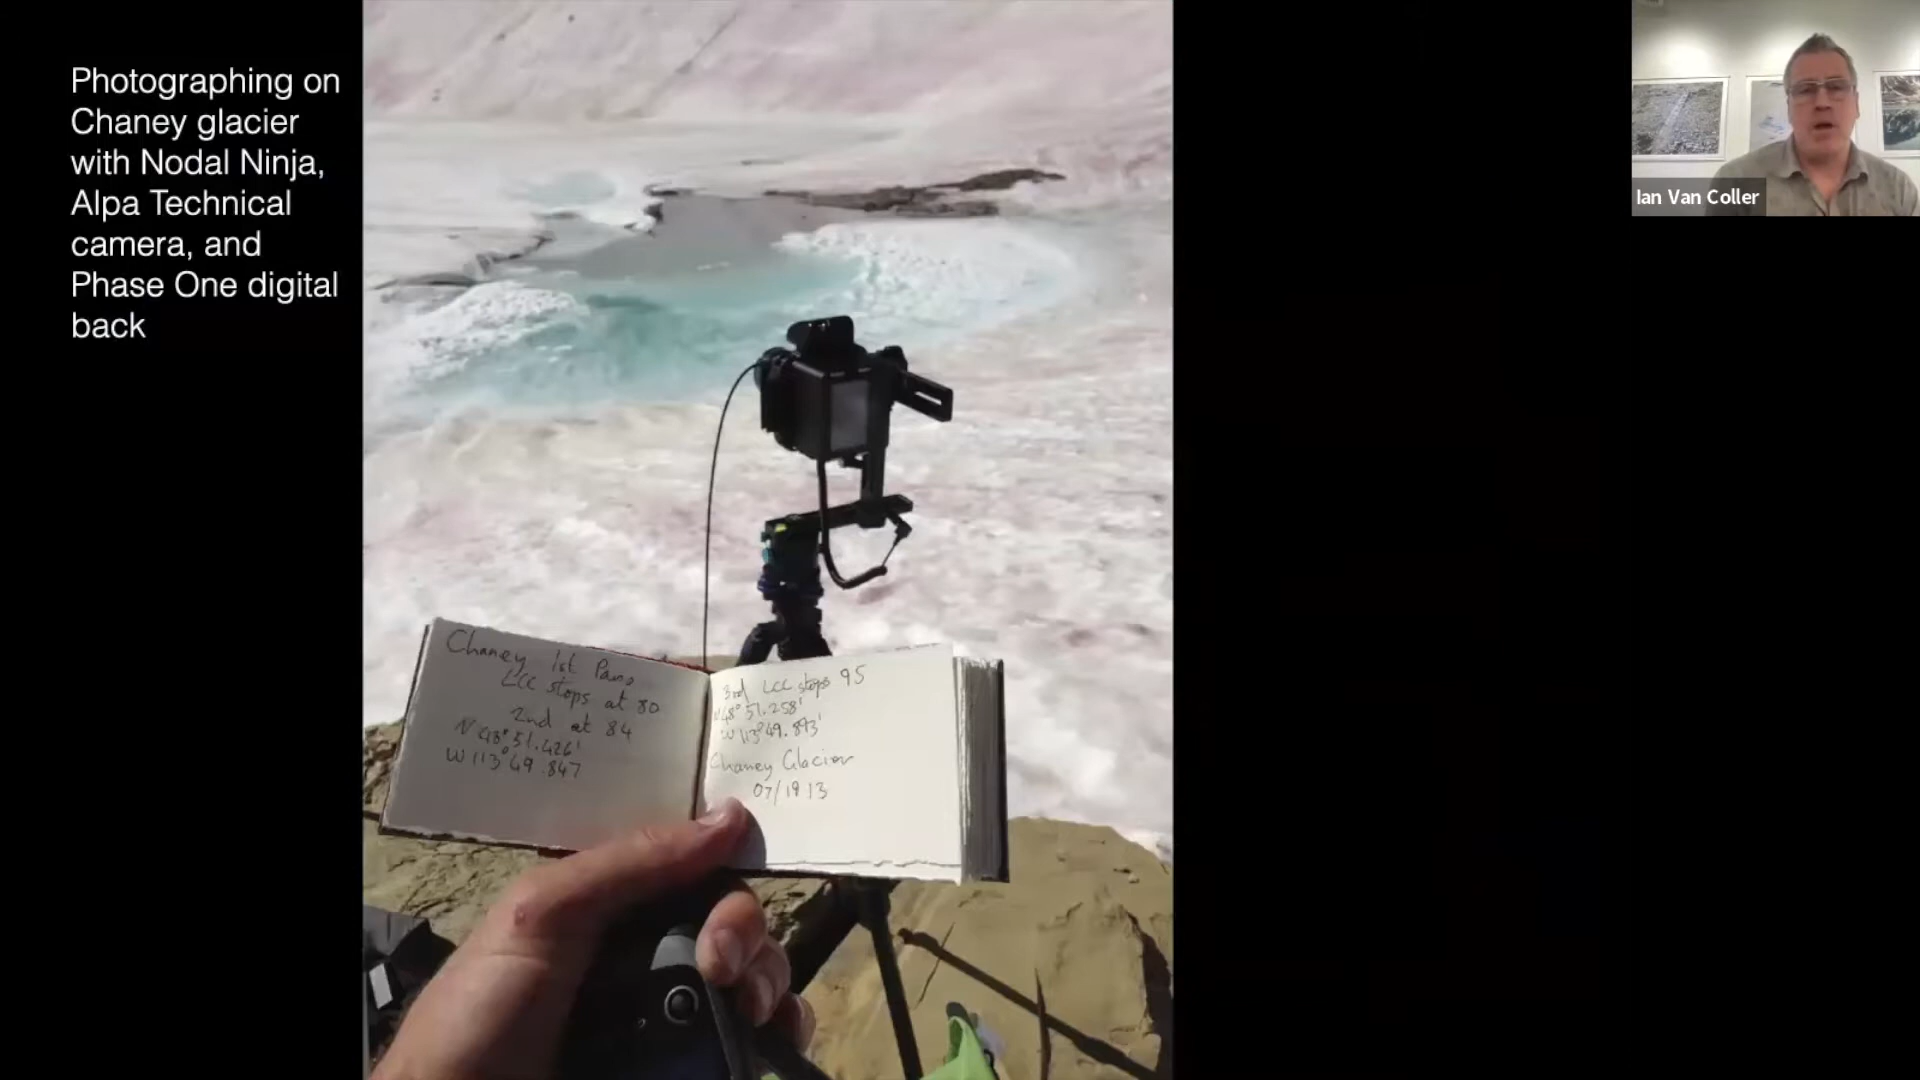 Photographing on
Chaney glacier
with Nodal Ninja,
Alpa Technical
camera, and
Phase One digital
back
Ian Van Coller
Chaney 1st Pano
LCC stops at 80
2nd at 84
N 48° 51.426'
W 113° 49.847
3rd LCC stops 95
N 48° 51.258'
W 113° 49.893'
Chaney Glacier
07/19 13